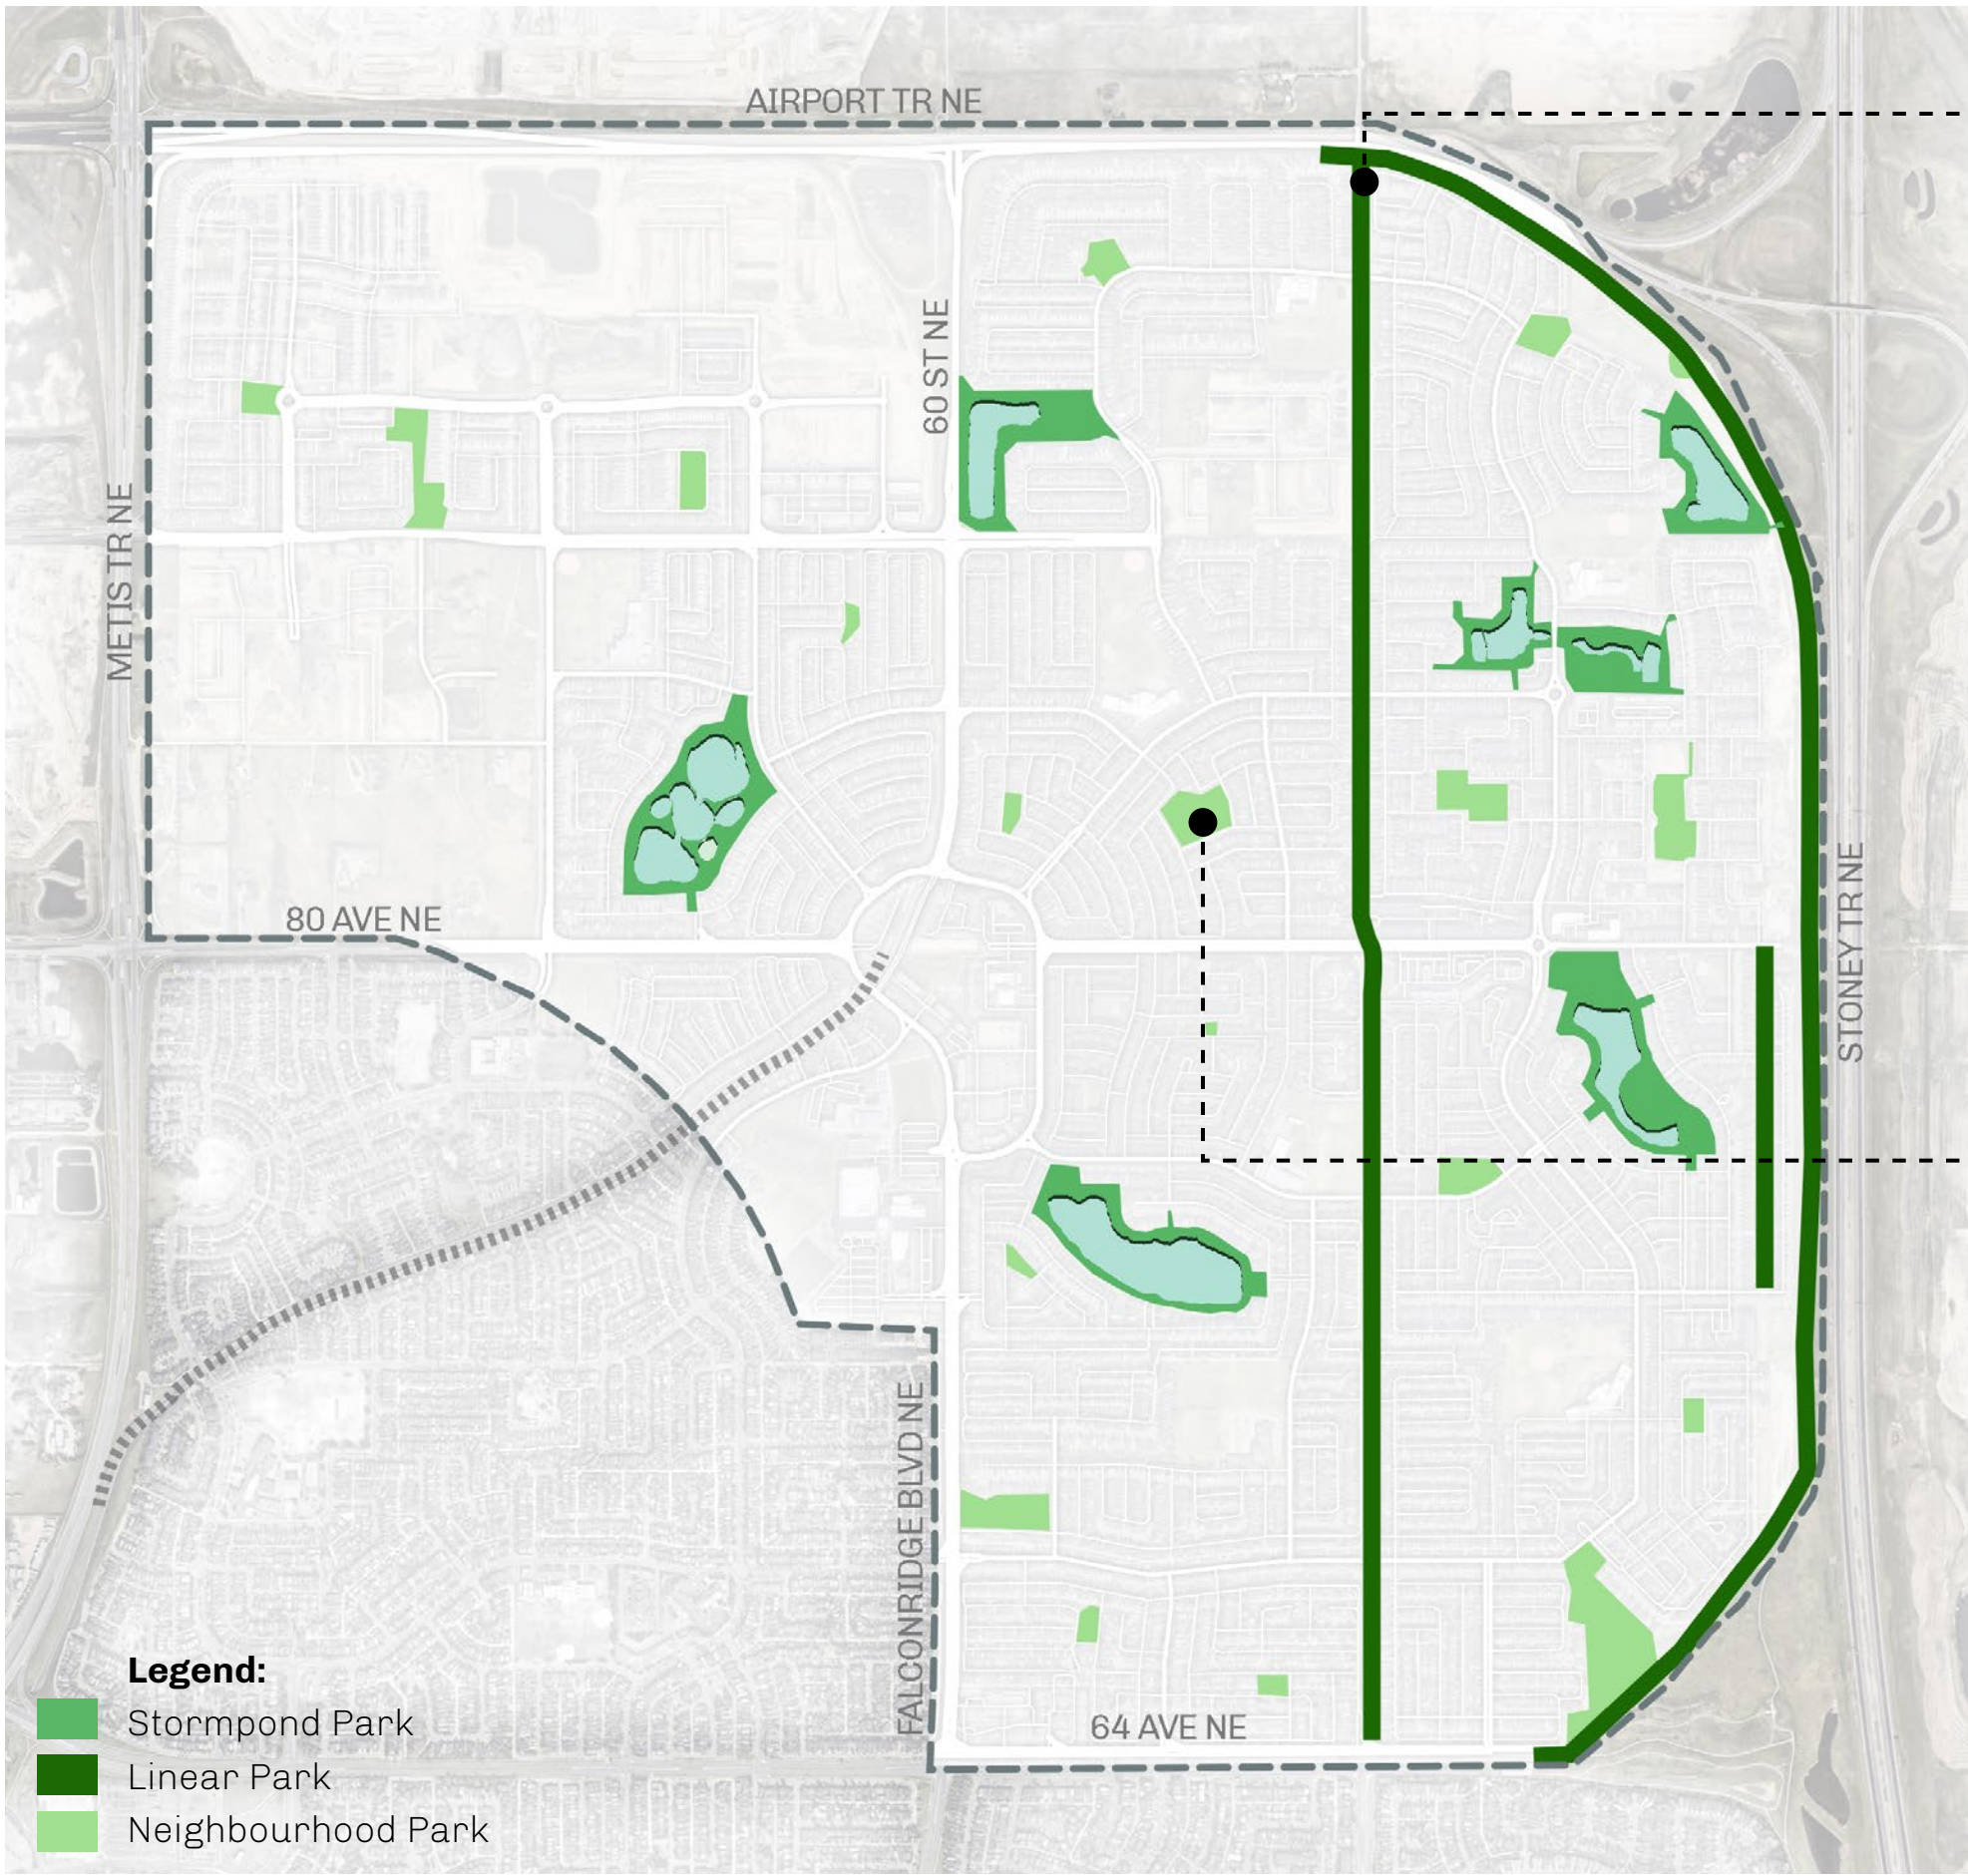 AIRPORT TR NE
60 ST NE
METIS TR NE
80 AVE NE
STONEY TR NE
FALCONRIDGE BLVD NE
64 AVE NE
Legend:
Stormpond Park
Linear Park
Neighbourhood Park